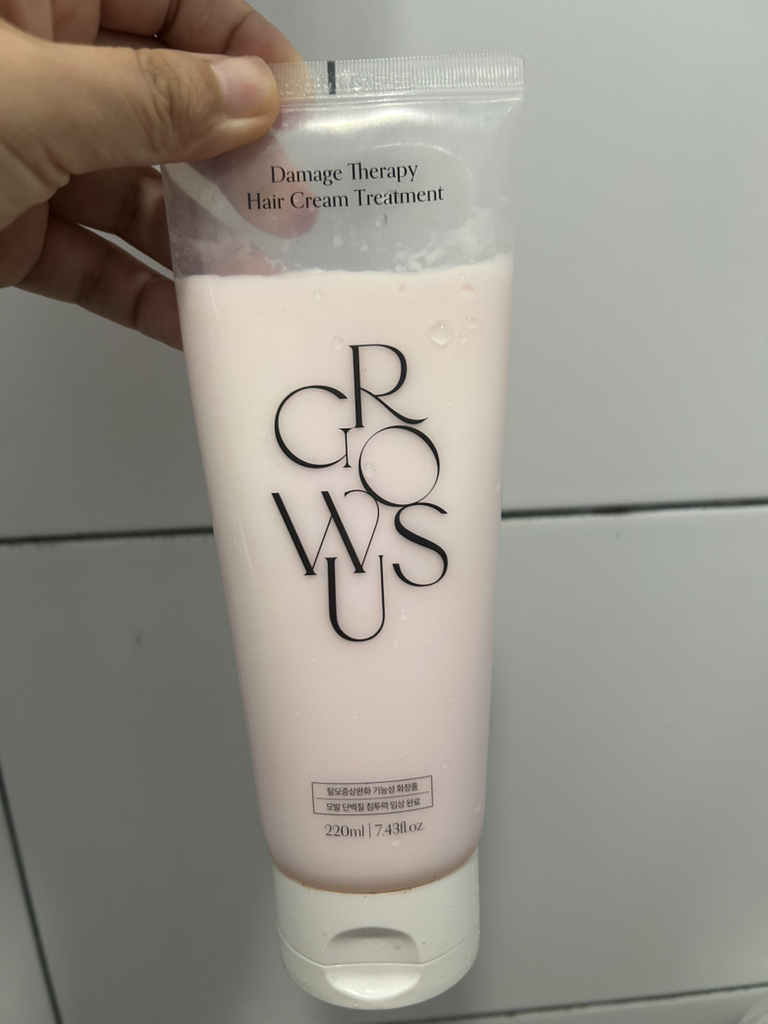 Damage Therapy
Hair Cream Treatment
GROWUS
탈모증상완화 기능성 화장품
모발 단백질 침투력 임상 완료
220ml | 7.43fl.oz.